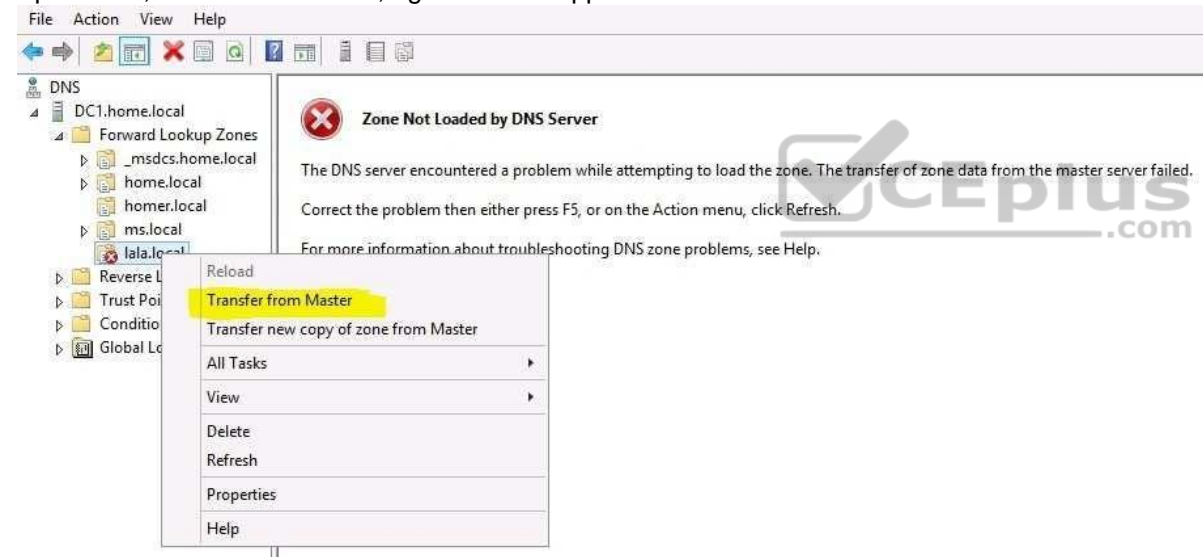 File Action View Help
DNS
DC1.home.local
Forward Lookup Zones
_msdcs.home.local
home.local
homer.local
ms.local
lala.local
Reverse L
Trust Poi
Conditio
Global Lo
Zone Not Loaded by DNS Server
The DNS server encountered a problem while attempting to load the zone. The transfer of zone data from the master server failed.
Correct the problem then either press F5, or on the Action menu, click Refresh.
For more information about troubleshooting DNS zone problems, see Help.
CEplus
.com
Reload
Transfer from Master
Transfer new copy of zone from Master
All Tasks
View
Delete
Refresh
Properties
Help